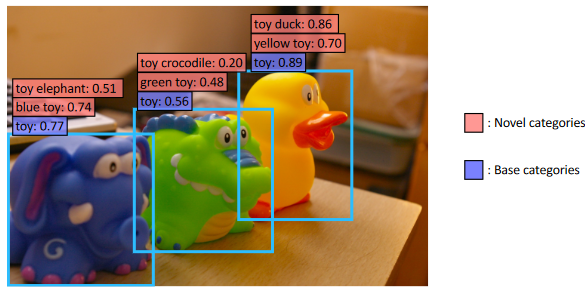 toy duck: 0.86
yellow toy: 0.70
toy: 0.89
toy crocodile: 0.20
green toy: 0.48
toy: 0.56
toy elephant: 0.51
blue toy: 0.74
toy: 0.77
: Novel categories
: Base categories